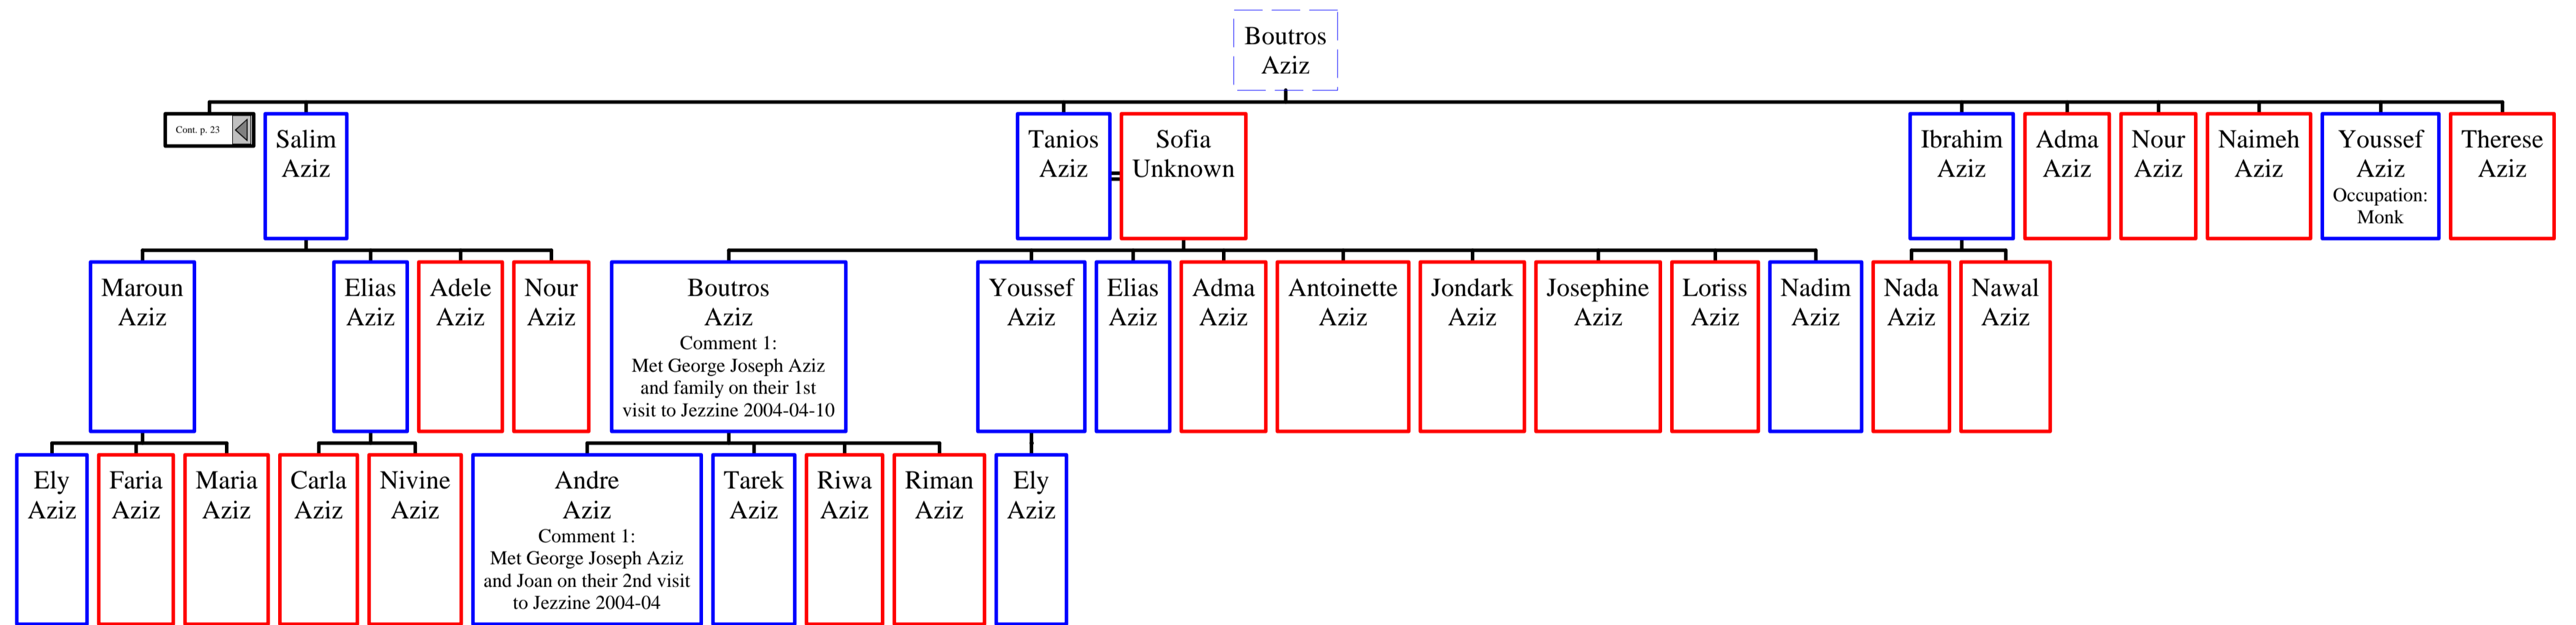 Boutros
Aziz
Cont. p. 23
Salim
Aziz
Tanios
Aziz
Sofia
Unknown
Ibrahim
Aziz
Adma
Aziz
Nour
Aziz
Naimeh
Aziz
Youssef
Aziz
Occupation:
Monk
Therese
Aziz
Maroun
Aziz
Elias
Aziz
Adele
Aziz
Nour
Aziz
Boutros
Aziz
Comment 1:
Met George Joseph Aziz
and family on their 1st
visit to Jezzine 2004-04-10
Youssef
Aziz
Elias
Aziz
Adma
Aziz
Antoinette
Aziz
Jondark
Aziz
Josephine
Aziz
Loriss
Aziz
Nadim
Aziz
Nada
Aziz
Nawal
Aziz
Ely
Aziz
Faria
Aziz
Maria
Aziz
Carla
Aziz
Nivine
Aziz
Andre
Aziz
Comment 1:
Met George Joseph Aziz
and Joan on their 2nd visit
to Jezzine 2004-04
Tarek
Aziz
Riwa
Aziz
Riman
Aziz
Ely
Aziz